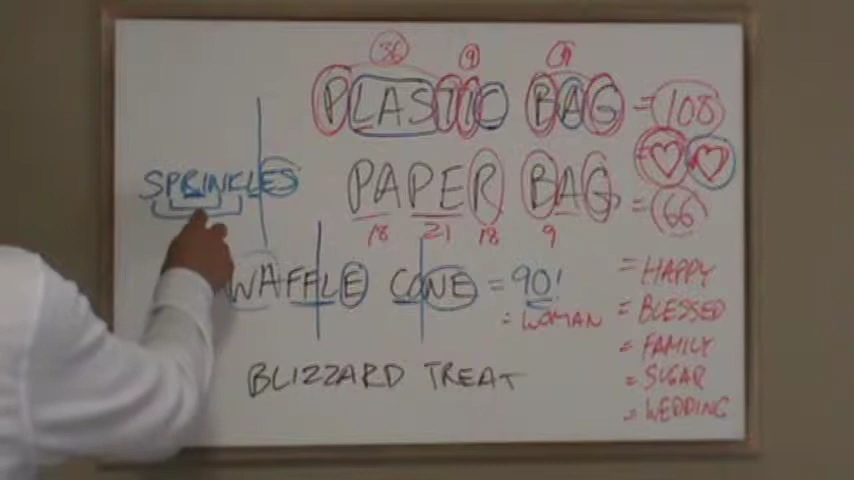 36 9 9
PLASTIC BAG = 108
SPRINKLES
PAPER BAG = 66
18 21 18 9
WAFFLE CONE = 90'
= WOMAN
= HAPPY
= BLESSED
= FAMILY
= SUGAR
= WEDDING
BLIZZARD TREAT